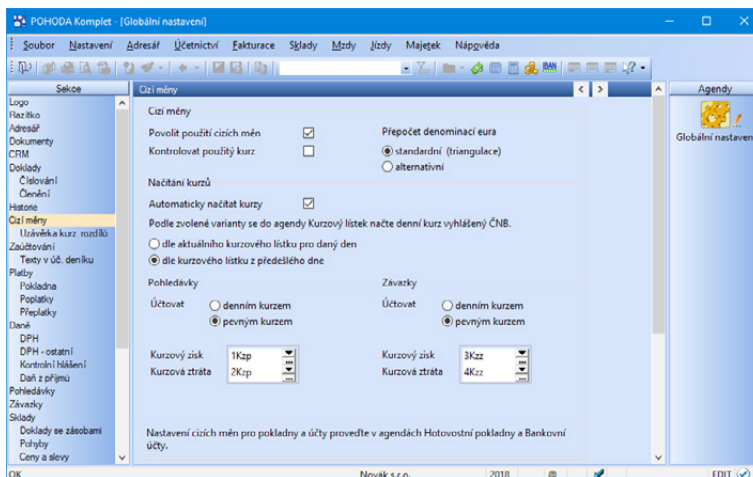 POHODA Komplet - [Globální nastavení]
Soubor Nastavení Adresář Účetnictví Fakturace Sklady Mzdy Jízdy Majetek Nápověda
IBAN
Sekce
Logo
Razítko
Adresář
Dokumenty
CRM
Doklady
Číslování
Členění
Historie
Cizí měny
Uzávěrka kurz. rozdílů
Zaúčtování
Texty v úč. deníku
Platby
Pokladna
Poplatky
Přeplatky
Daně
DPH
DPH - ostatní
Kontrolní hlášení
Daň z příjmů
Pohledávky
Závazky
Sklady
Doklady se zásobami
Pohyby
Ceny a slevy
Cizí měny
Cizí měny
Povolit použití cizích měn
Kontrolovat použitý kurz
Přepočet denominací eura
standardní (triangulace)
alternativní
Načítání kurzů
Automaticky načítat kurzy
Podle zvolené varianty se do agendy Kurzový lístek načte denní kurz vyhlášený ČNB.
dle aktuálního kurzového lístku pro daný den
dle kurzového lístku z předešlého dne
Pohledávky
Účtovat
denním kurzem
pevným kurzem
Kurzový zisk 1Kzp
Kurzová ztráta 2Kzp
Závazky
Účtovat
denním kurzem
pevným kurzem
Kurzový zisk 3Kzz
Kurzová ztráta 4Kzz
Nastavení cizích měn pro pokladny a účty proveďte v agendách Hotovostní pokladny a Bankovní
účty.
Agendy
Globální nastaven
OK Novák s.r.o. 2018 @ EDIT